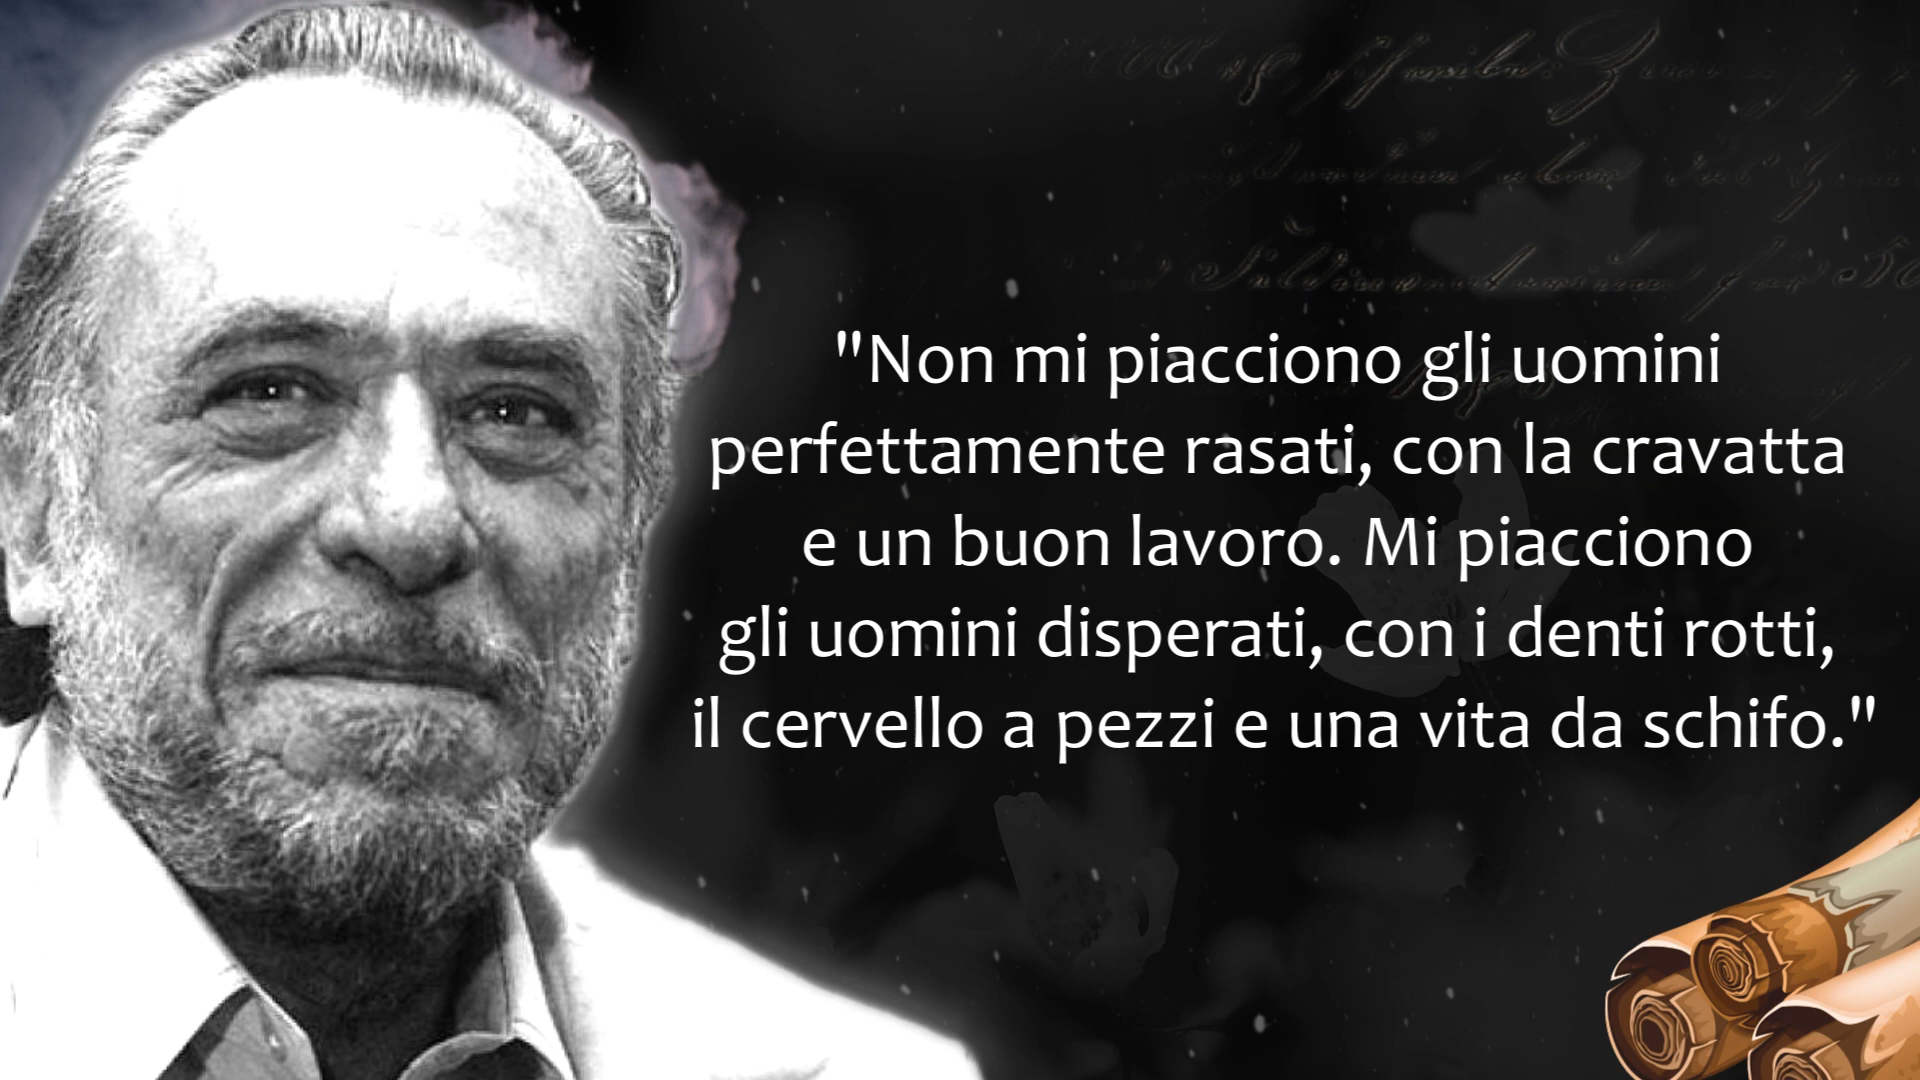 "Non mi piacciono gli uomini
perfettamente rasati, con la cravatta
e un buon lavoro. Mi piacciono
gli uomini disperati, con i denti rotti,
il cervello a pezzi e una vita da schifo."